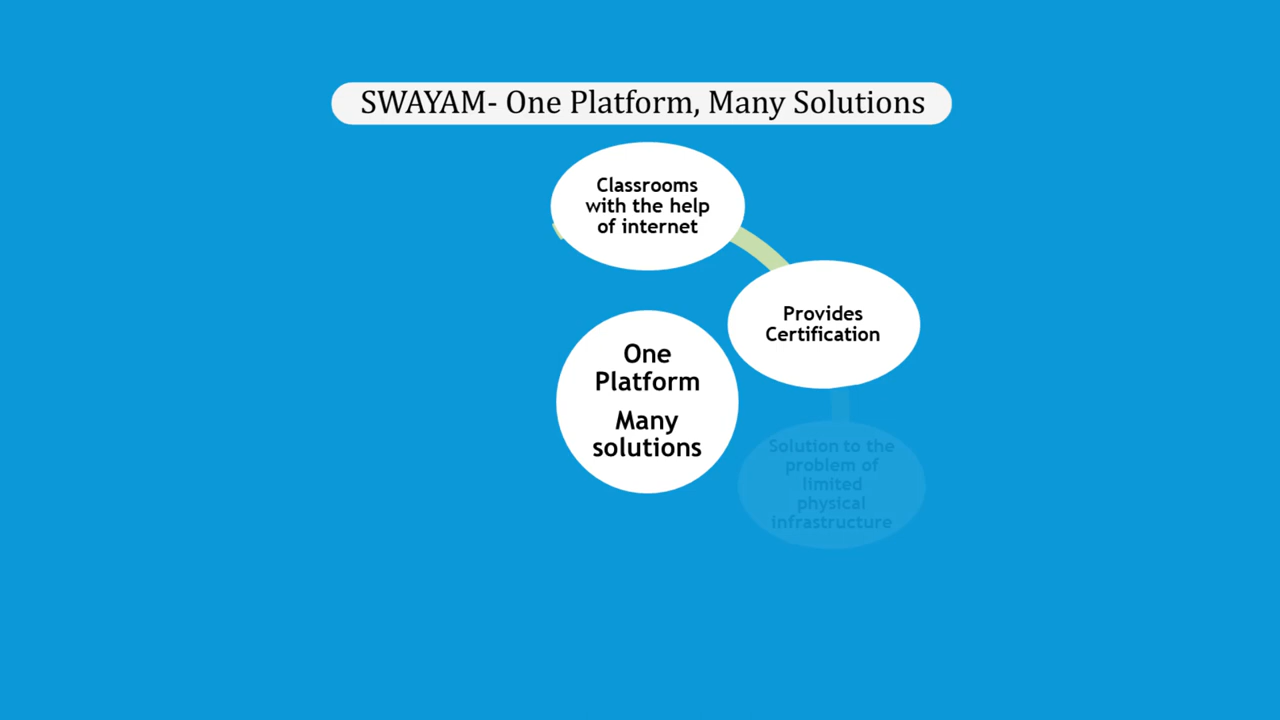 SWAYAM- One Platform, Many Solutions
Classrooms
with the help
of internet
Provides
Certification
One
Platform
Many
solutions
Solution to the
problem of
limited
physical
infrastructure